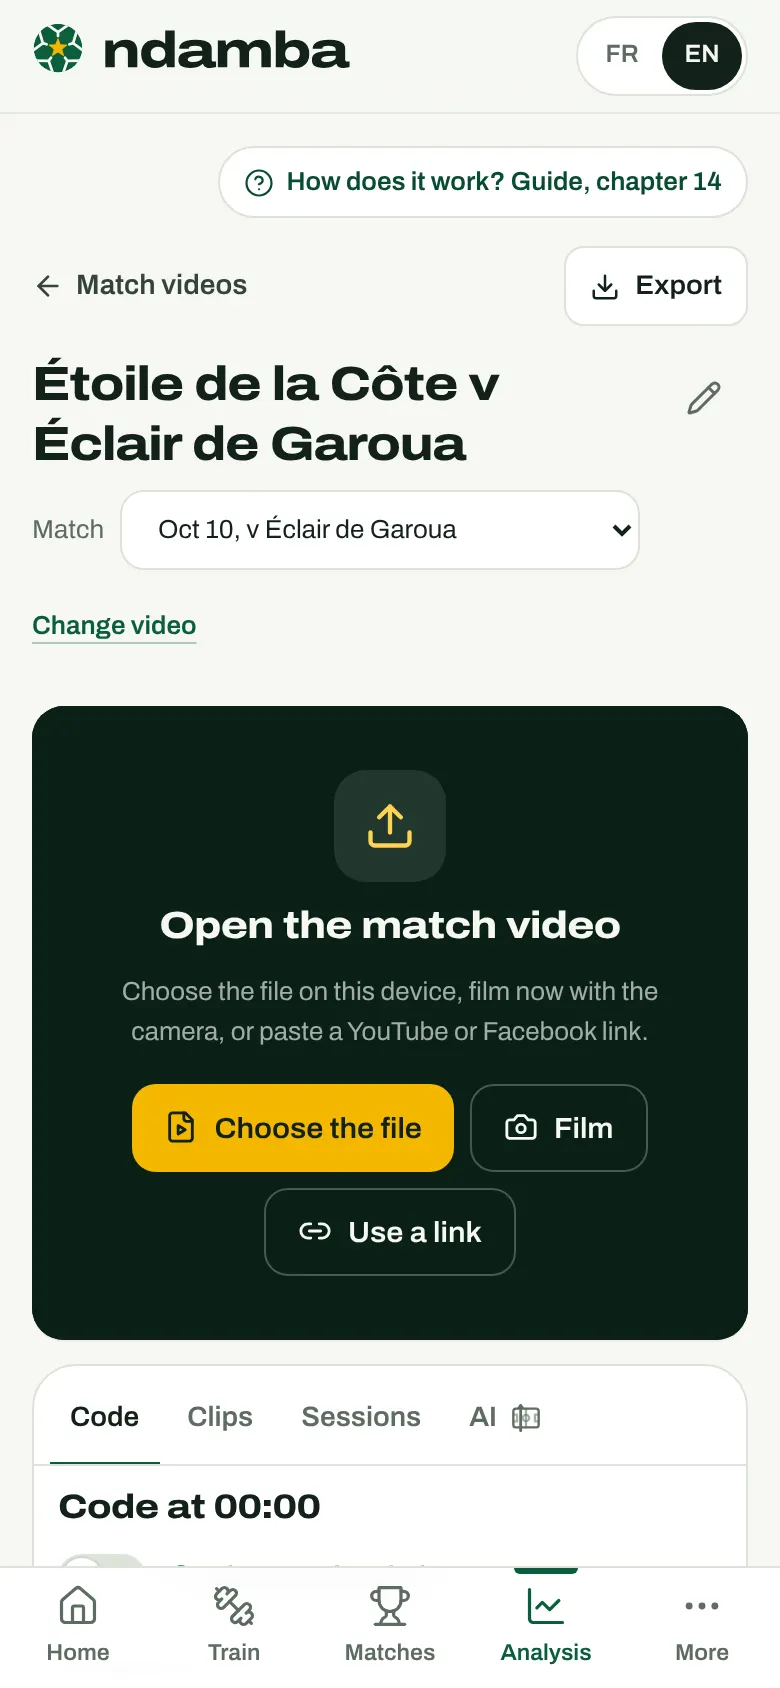 ndamba
FR EN
How does it work? Guide, chapter 14
Match videos
Export
Étoile de la Côte v
Éclair de Garoua
Match
Oct 10, v Éclair de Garoua
Change video
Open the match video
Choose the file on this device, film now with the
camera, or paste a YouTube or Facebook link.
Choose the file
Film
Use a link
Code Clips Sessions AI
Code at 00:00
Home Train Matches Analysis More